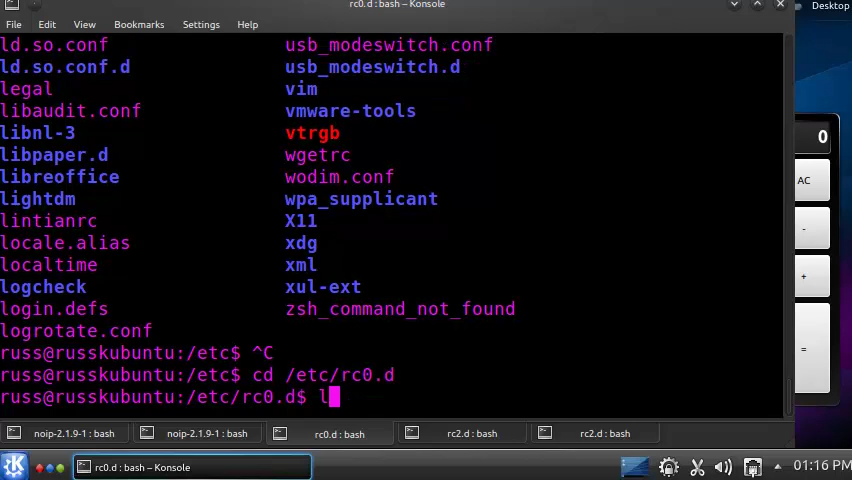 rc0.d : bash – Konsole
Desktop
File Edit View Bookmarks Settings Help
ld.so.conf usb_modeswitch.conf
ld.so.conf.d usb_modeswitch.d
legal vim
libaudit.conf vmware-tools
libnl-3 vtrgb
libpaper.d wgetrc
libreoffice wodim.conf
lightdm wpa_supplicant
lintianrc X11
locale.alias xdg
localtime xml
logcheck xul-ext
login.defs zsh_command_not_found
logrotate.conf
russ@russkubuntu:/etc$ ^C
russ@russkubuntu:/etc$ cd /etc/rc0.d
russ@russkubuntu:/etc/rc0.d$ l
0
AC
-
+
=
noip-2.1.9-1 : bash noip-2.1.9-1 : bash rc0.d : bash rc2.d : bash rc2.d : bash
rc0.d : bash – Konsole 01:16 PM